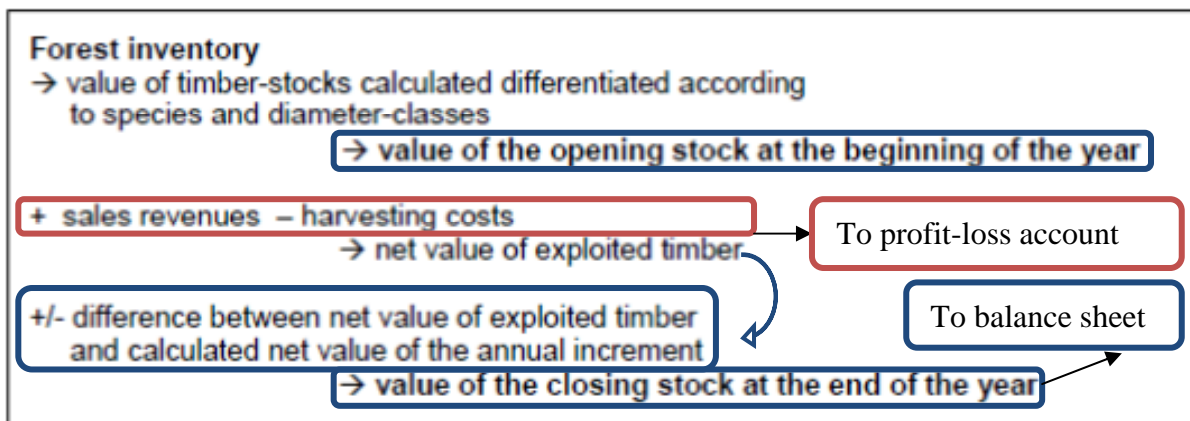 Forest inventory
→ value of timber-stocks calculated differentiated according
to species and diameter-classes
→ value of the opening stock at the beginning of the year
+ sales revenues – harvesting costs
To profit-loss account
→ net value of exploited timber
+/- difference between net value of exploited timber
and calculated net value of the annual increment
To balance sheet
→ value of the closing stock at the end of the year